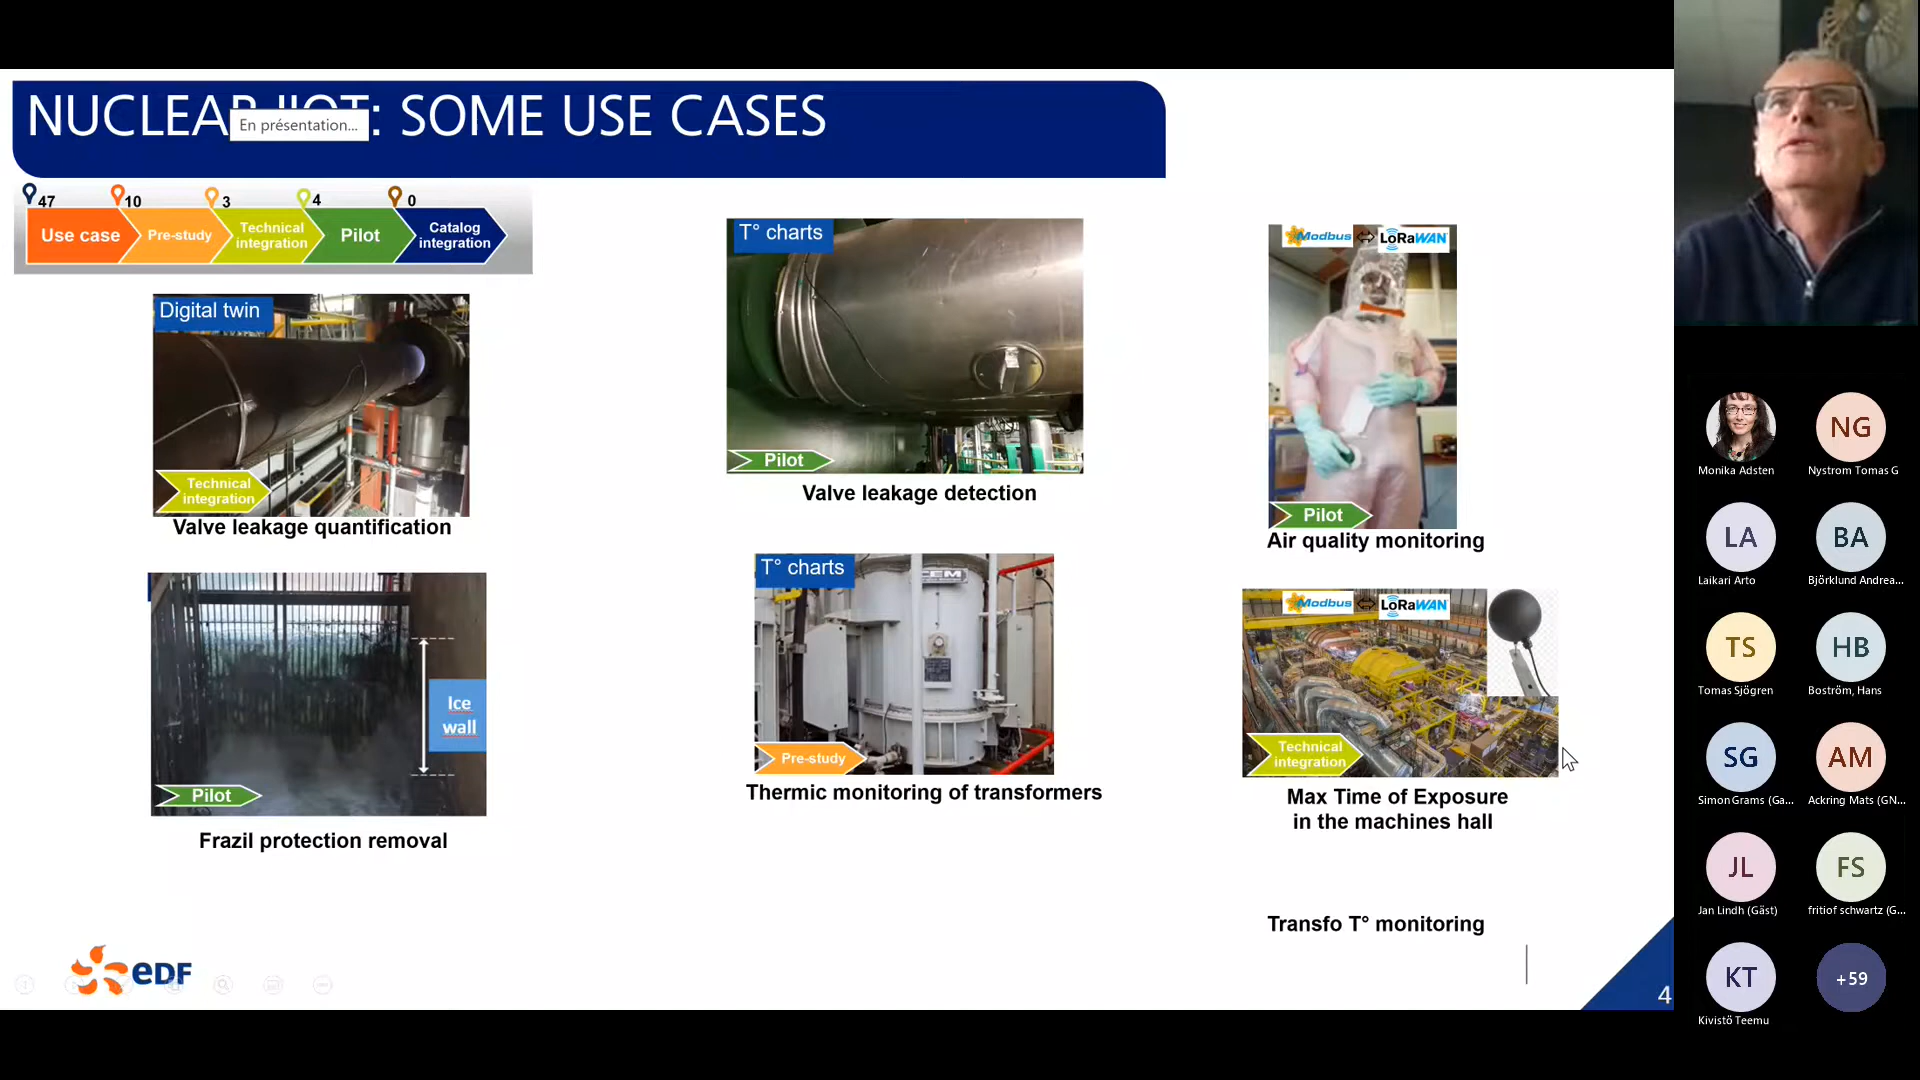 NUCLEAR IIOT: SOME USE CASES
En présentation...
47
10
3
4
0
Use case
Pre-study
Technical
integration
Pilot
Catalog
integration
Digital twin
Technical
integration
Valve leakage quantification
T° charts
Pilot
Valve leakage detection
Modbus
LoRaWAN
Pilot
Air quality monitoring
Ice
wall
Pilot
Frazil protection removal
T° charts
CEM
Pre-study
Thermic monitoring of transformers
Modbus
LoRaWAN
Technical
integration
Max Time of Exposure
in the machines hall
Transfo T° monitoring
eDF
4
Monika Adsten
NG
Nystrom Tomas G
LA
Laikari Arto
BA
Björklund Andrea...
TS
Tomas Sjögren
HB
Boström, Hans
SG
Simon Grams (Ga...
AM
Ackring Mats (GN...
JL
Jan Lindh (Gäst)
FS
fritiof schwartz (G...
KT
Kivistö Teemu
+59